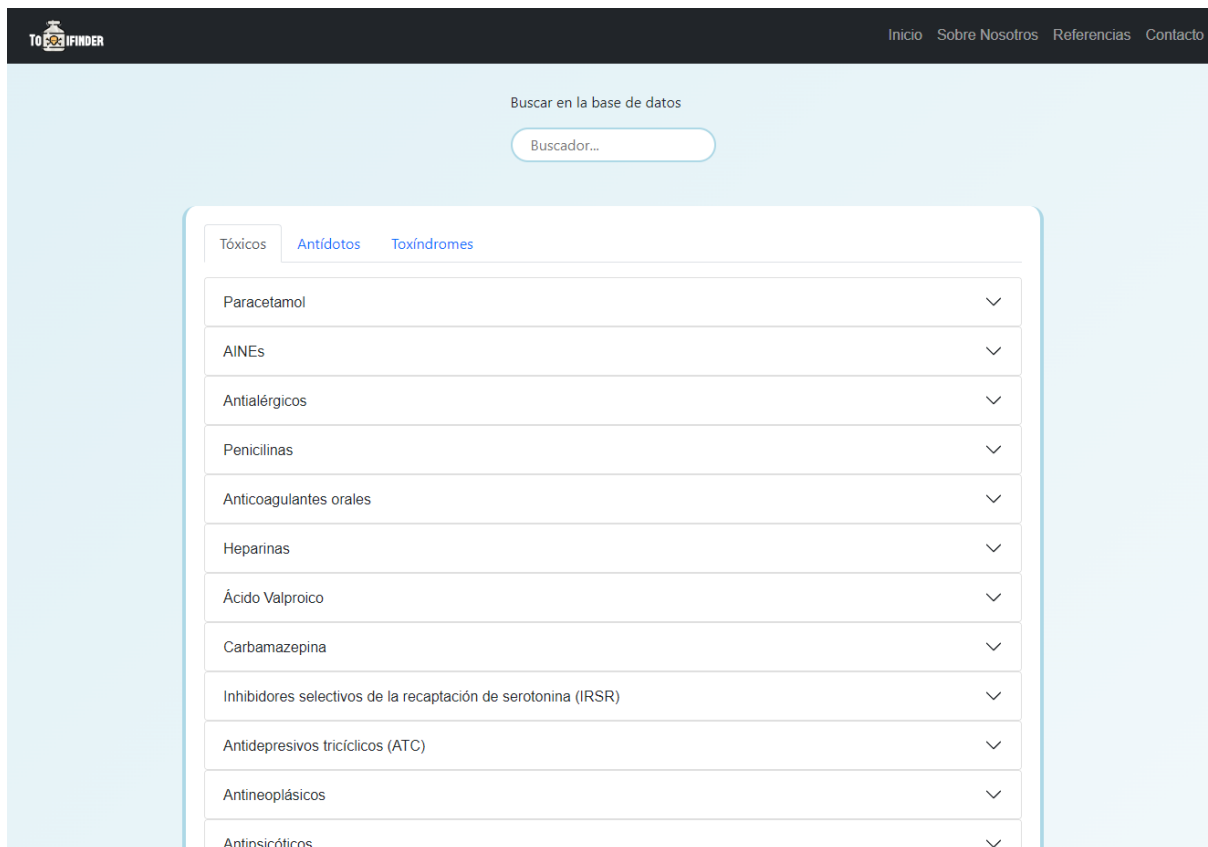 TO IFINDER
Inicio Sobre Nosotros Referencias Contacto
Buscar en la base de datos
Buscador...
Tóxicos Antídotos Toxíndromes
Paracetamol
AINEs
Antialérgicos
Penicilinas
Anticoagulantes orales
Heparinas
Ácido Valproico
Carbamazepina
Inhibidores selectivos de la recaptación de serotonina (IRSR)
Antidepresivos tricíclicos (ATC)
Antineoplásicos
Antipsicóticos